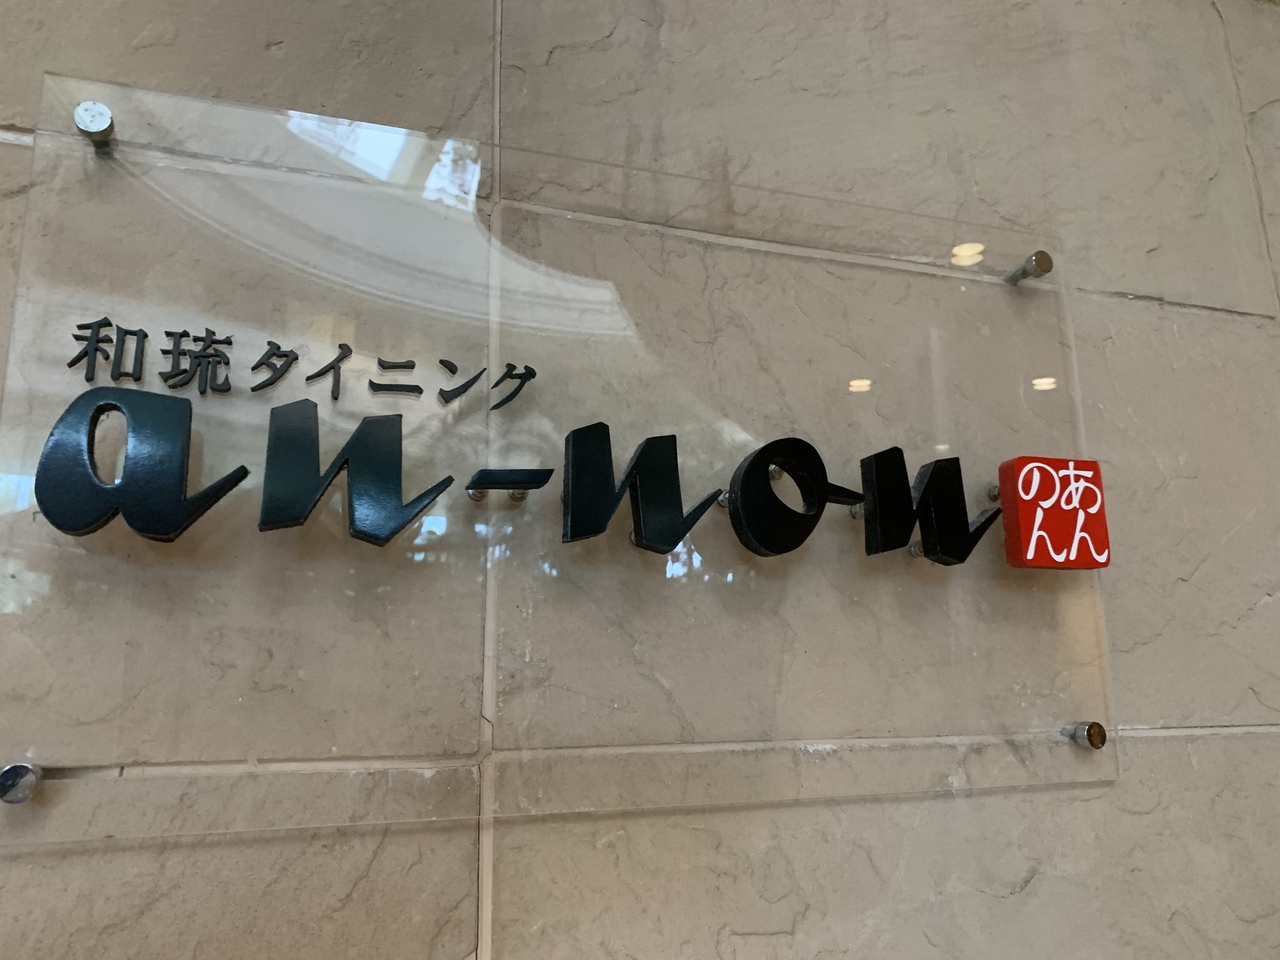 和琉タイニング
an-non
あん
のん